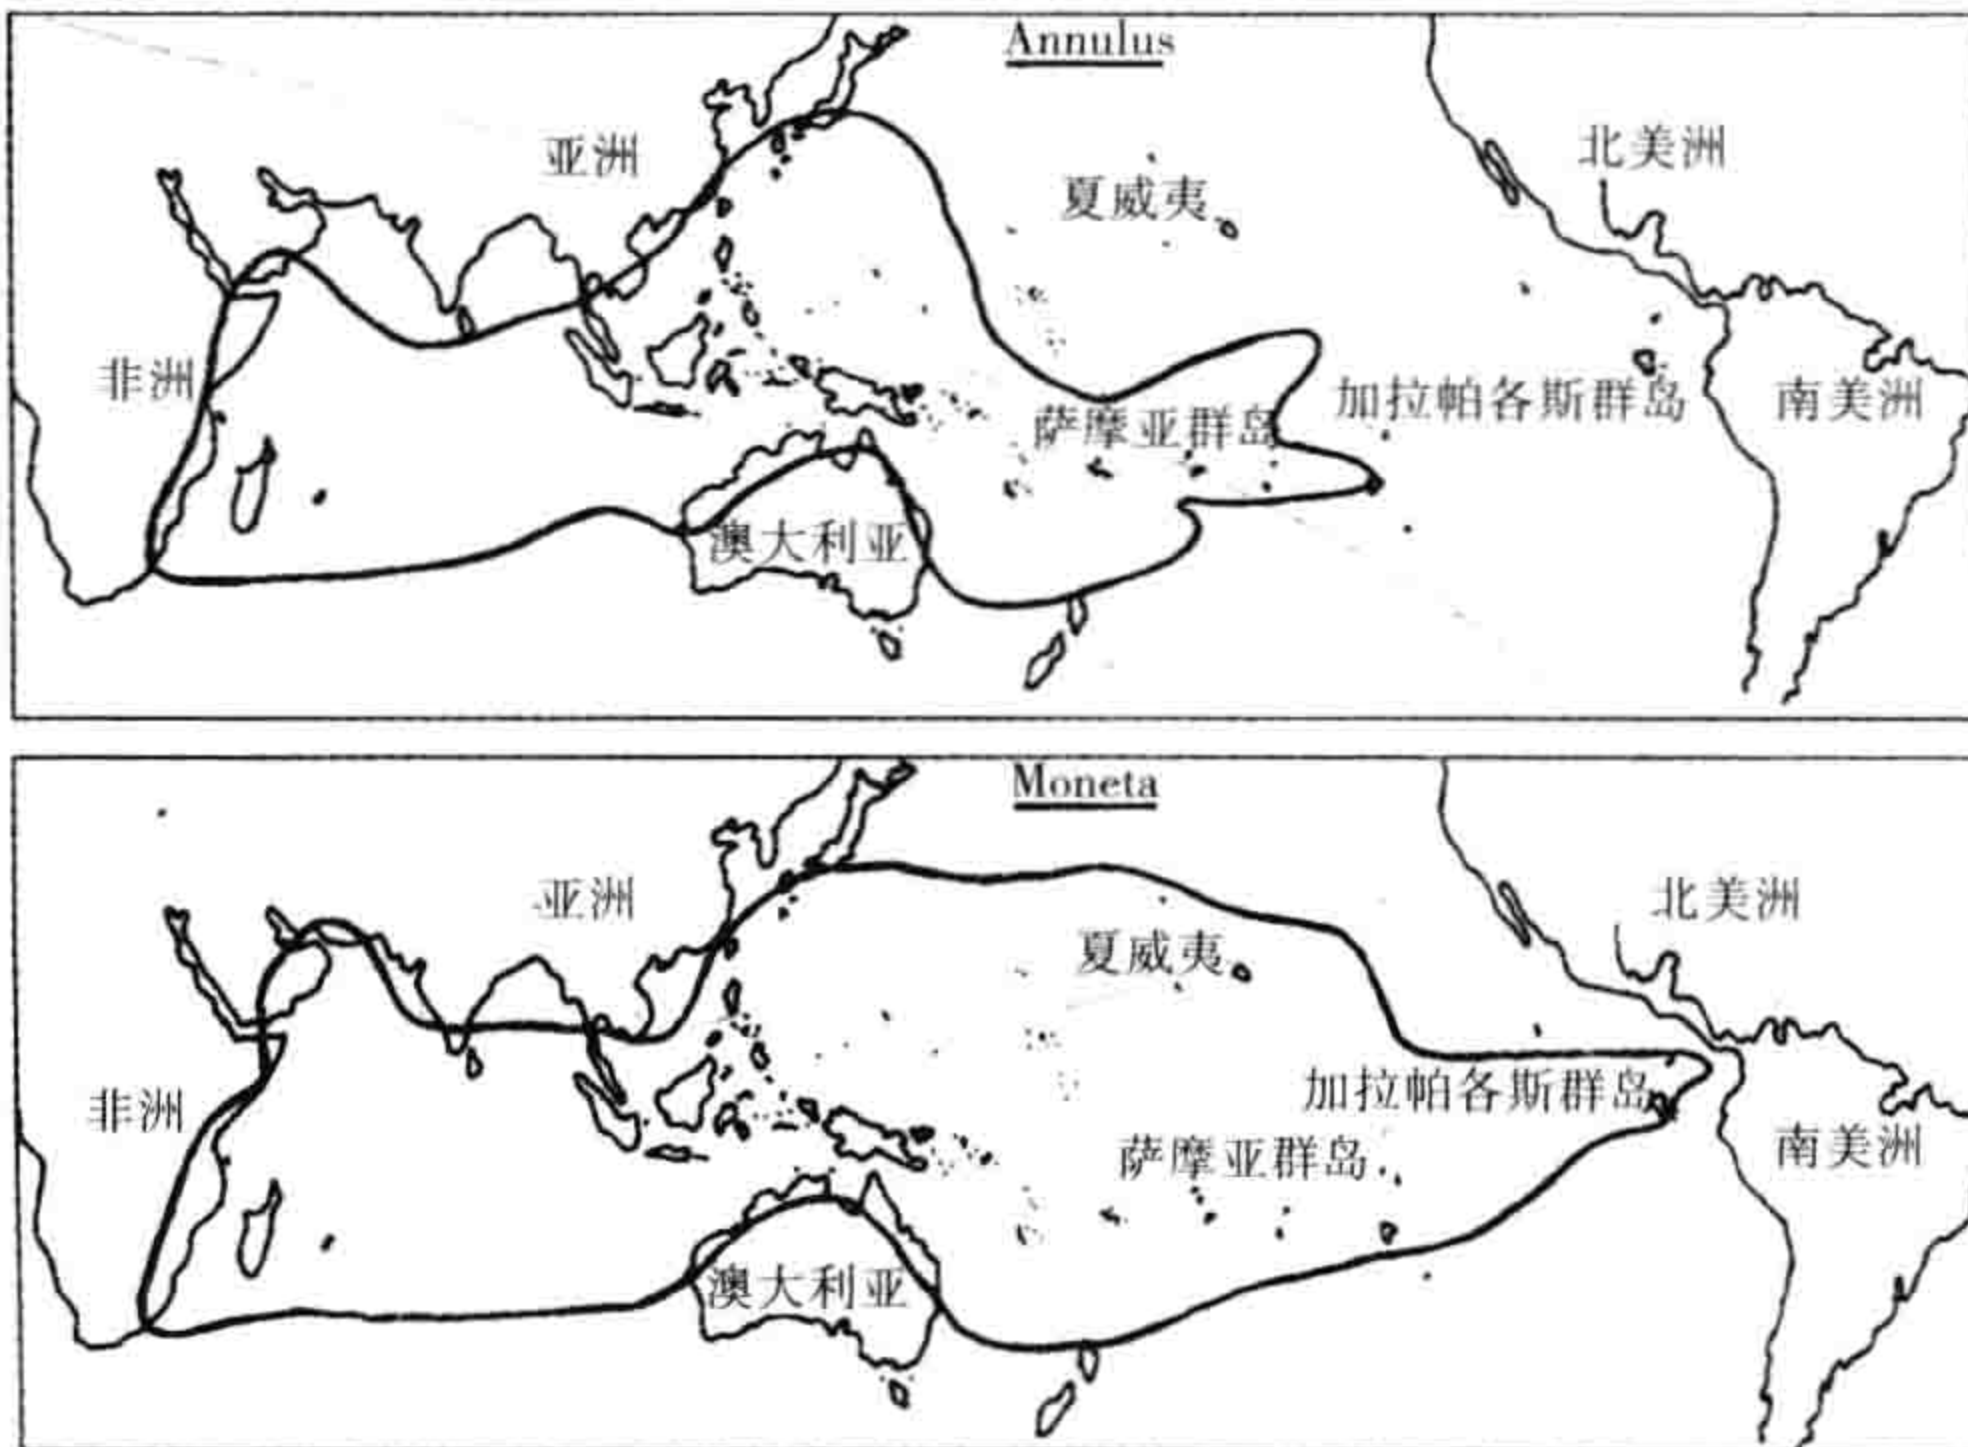 Annulus
北美洲
亚洲
夏威夷
非洲
加拉帕各斯群岛
南美洲
萨摩亚群岛
澳大利亚
Moneta
亚洲
北美洲
夏威夷
非洲
加拉帕各斯群岛
萨摩亚群岛
南美洲
澳大利亚